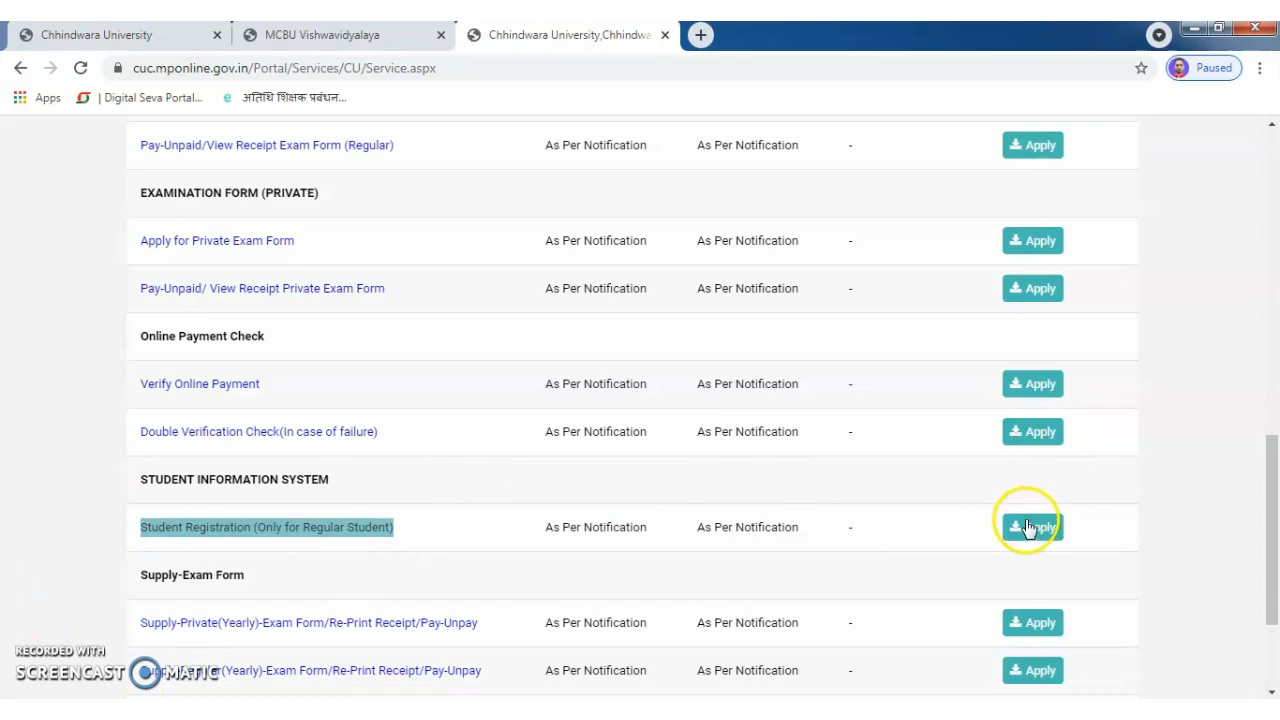 Chhindwara University
MCBU Vishwavidyalaya
Chhindwara University,Chhindwa
cuc.mponline.gov.in/Portal/Services/CU/Service.aspx
Paused
Apps
| Digital Seva Portal...
अतिथि शिक्षक प्रबंधन...
Pay-Unpaid/View Receipt Exam Form (Regular) As Per Notification As Per Notification - Apply
EXAMINATION FORM (PRIVATE)
Apply for Private Exam Form As Per Notification As Per Notification - Apply
Pay-Unpaid/ View Receipt Private Exam Form As Per Notification As Per Notification - Apply
Online Payment Check
Verify Online Payment As Per Notification As Per Notification - Apply
Double Verification Check(In case of failure) As Per Notification As Per Notification - Apply
STUDENT INFORMATION SYSTEM
Student Registration (Only for Regular Student) As Per Notification As Per Notification - Apply
Supply-Exam Form
Supply-Private(Yearly)-Exam Form/Re-Print Receipt/Pay-Unpay As Per Notification As Per Notification - Apply
(Yearly)-Exam Form/Re-Print Receipt/Pay-Unpay As Per Notification As Per Notification - Apply
RECORDED WITH
SCREENCAST MATIC